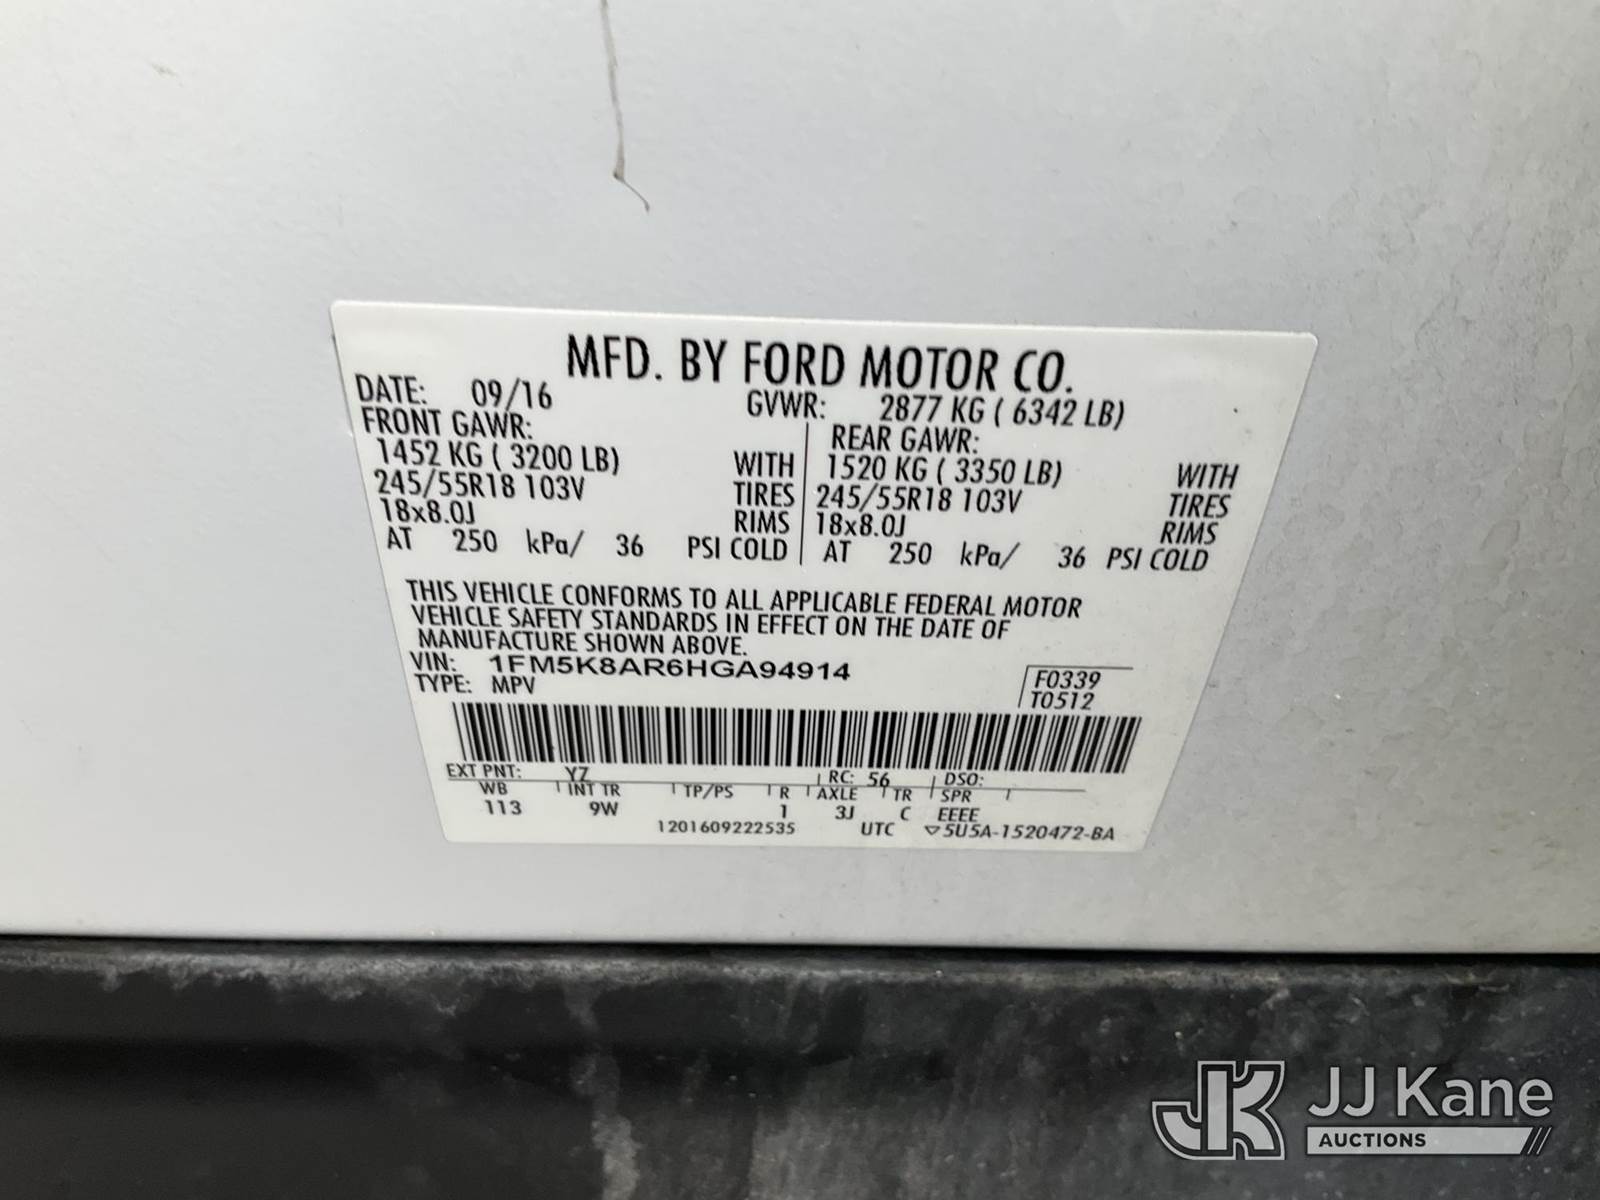 MFD. BY FORD MOTOR CO.
DATE: 09/16 GVWR: 2877 KG ( 6342 LB)
FRONT GAWR: REAR GAWR:
1452 KG ( 3200 LB) WITH 1520 KG ( 3350 LB) WITH
245/55R18 103V TIRES 245/55R18 103V TIRES
18x8.0J RIMS 18x8.0J RIMS
AT 250 kPa/ 36 PSI COLD AT 250 kPa/ 36 PSI COLD
THIS VEHICLE CONFORMS TO ALL APPLICABLE FEDERAL MOTOR
VEHICLE SAFETY STANDARDS IN EFFECT ON THE DATE OF
MANUFACTURE SHOWN ABOVE.
VIN: 1FM5K8AR6HGA94914 F0339
TYPE: MPV T0512
EXT PNT: YZ RC: 56 DSO:
WB INT TR TP/PS R AXLE TR SPR
113 9W 1 3J C EEEE
1201609222535 UTC ▽5U5A-1520472-BA
JK JJ Kane
AUCTIONS